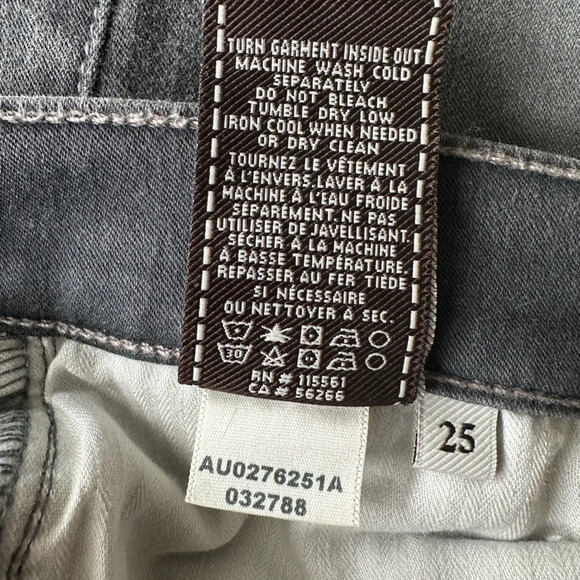 TURN GARMENT INSIDE OUT
MACHINE WASH COLD
SEPARATELY
DO NOT BLEACH
TUMBLE DRY LOW
IRON COOL WHEN NEEDED
OR DRY CLEAN
TOURNEZ LE VÊTEMENT
À L'ENVERS.LAVER À LA
MACHINE À L'EAU FROIDE
SÉPARÉMENT.NE PAS
UTILISER DE JAVELLISANT.
SÉCHER À LA MACHINE
À BASSE TEMPÉRATURE.
REPASSER AU FER TIÈDE
SI NÉCESSAIRE
OU NETTOYER À SEC.
30
RN # 115561
CA # 56266
25
AU0276251A
032788